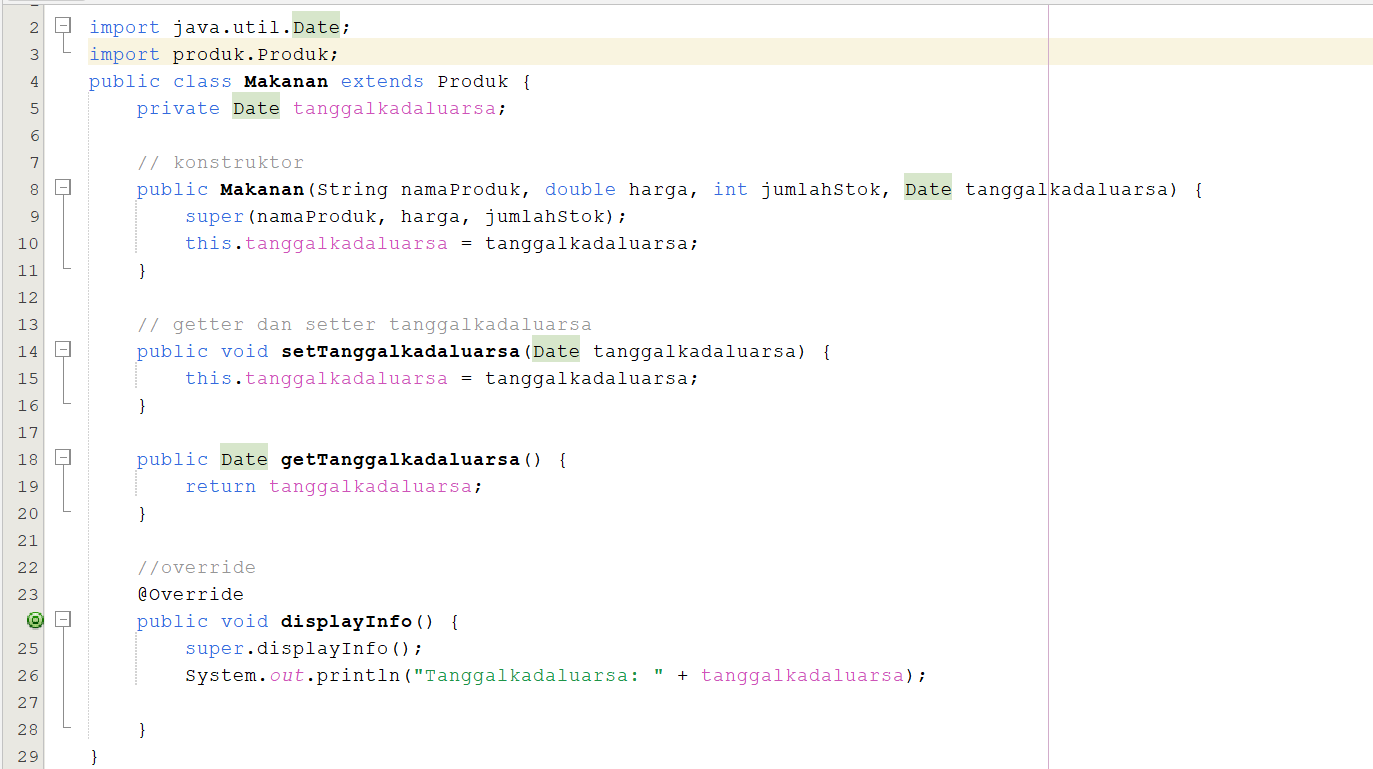 2 import java.util.Date;
3 import produk.Produk;
4 public class Makanan extends Produk {
5 private Date tanggalkadaluarsa;
6
7 // konstruktor
8 public Makanan(String namaProduk, double harga, int jumlahStok, Date tanggalkadaluarsa) {
9 super(namaProduk, harga, jumlahStok);
10 this.tanggalkadaluarsa = tanggalkadaluarsa;
11 }
12
13 // getter dan setter tanggalkadaluarsa
14 public void setTanggalkadaluarsa(Date tanggalkadaluarsa) {
15 this.tanggalkadaluarsa = tanggalkadaluarsa;
16 }
17
18 public Date getTanggalkadaluarsa() {
19 return tanggalkadaluarsa;
20 }
21
22 //override
23 @Override
public void displayInfo() {
25 super.displayInfo();
26 System.out.println("Tanggalkadaluarsa: " + tanggalkadaluarsa);
27
28 }
29 }